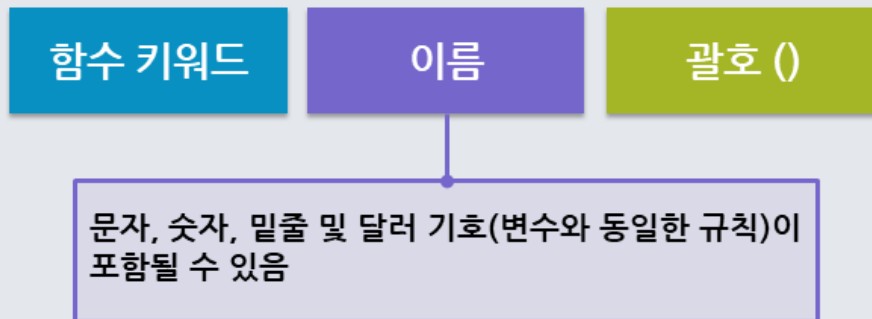 함수 키워드
이름
괄호 ()
문자, 숫자, 밑줄 및 달러 기호(변수와 동일한 규칙)이
포함될 수 있음